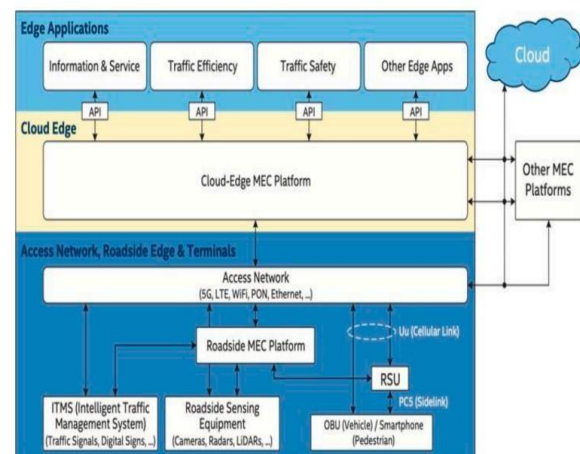 Edge Applications
Information & Service
Traffic Efficiency
Traffic Safety
Other Edge Apps
Cloud
API
API
API
API
Cloud Edge
Cloud-Edge MEC Platform
Other MEC
Platforms
Access Network, Roadside Edge & Terminals
Access Network
(5G, LTE, WiFi, PON, Ethernet, ...)
Uu (Cellular Link)
Roadside MEC Platform
RSU
PC5 (Sidelink)
ITMS (Intelligent Traffic
Management System)
(Traffic Signals, Digital Signs, ...)
Roadside Sensing
Equipment
(Cameras, Radars, LiDARs, ...)
OBU (Vehicle) / Smartphone
(Pedestrian)